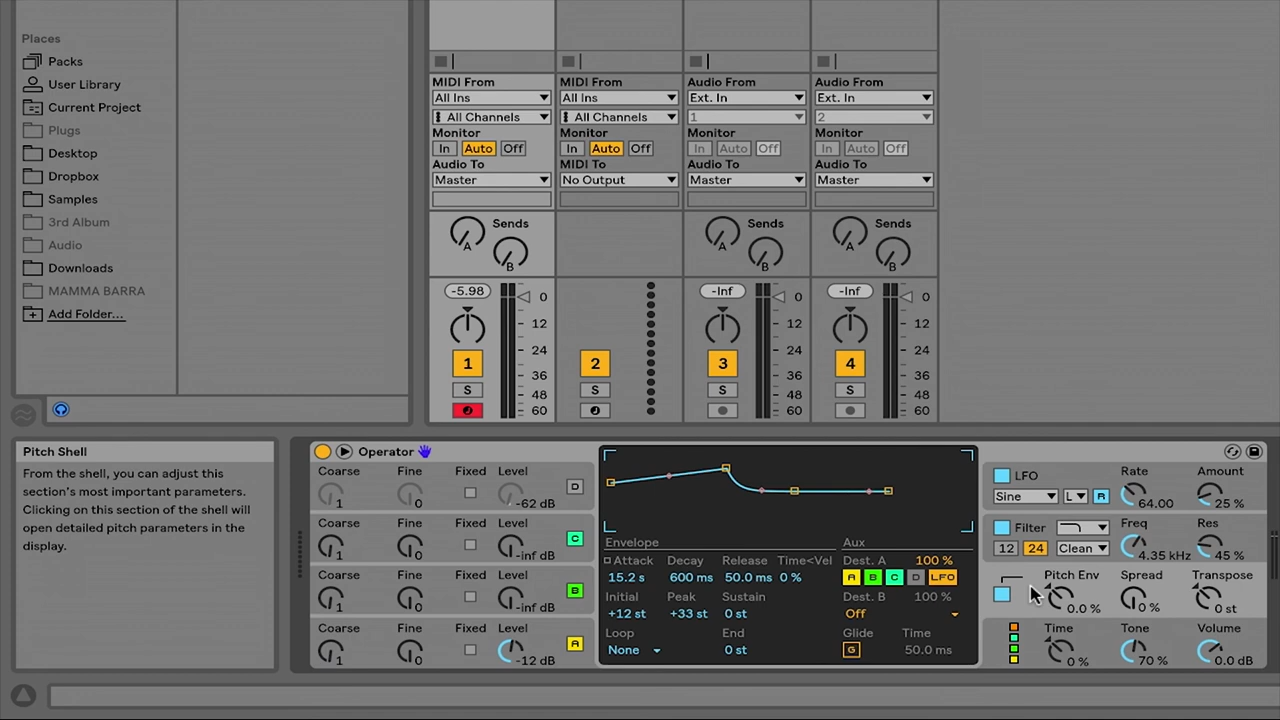 Places
Packs
User Library
Current Project
Plugs
Desktop
Dropbox
Samples
3rd Album
Audio
Downloads
MAMMA BARRA
Add Folder...
MIDI From MIDI From Audio From Audio From
All Ins All Ins Ext. In Ext. In
All Channels All Channels 1 2
Monitor Monitor Monitor Monitor
In Auto Off In Auto Off In Auto Off In Auto Off
Audio To MIDI To Audio To Audio To
Master No Output Master Master
Sends Sends Sends
A B A B A B
-5.98 0 -Inf 0 -Inf 0
12 12 12
24 24 24
1 2 3 4
36 36 36
S S S S
48 48 48
60 60 60
Pitch Shell
From the shell, you can adjust this
section's most important parameters.
Clicking on this section of the shell will
open detailed pitch parameters in the
display.
Operator
Coarse Fine Fixed Level
1 0 -62 dB D
Coarse Fine Fixed Level
1 0 -inf dB C
Coarse Fine Fixed Level
1 0 -inf dB B
Coarse Fine Fixed Level
1 0 -12 dB A
Envelope Aux
Attack Decay Release Time<Vel Dest. A 100 %
15.2 s 600 ms 50.0 ms 0 % A B C D LFO
Initial Peak Sustain Dest. B 100 %
+12 st +33 st 0 st Off
Loop End Glide Time
None 0 st G 50.0 ms
LFO Rate Amount
Sine L R 64.00 25 %
Filter Freq Res
12 24 Clean 4.35 kHz 45 %
Pitch Env Spread Transpose
0.0 % 0 % 0 st
Time Tone Volume
0 % 70 % 0.0 dB